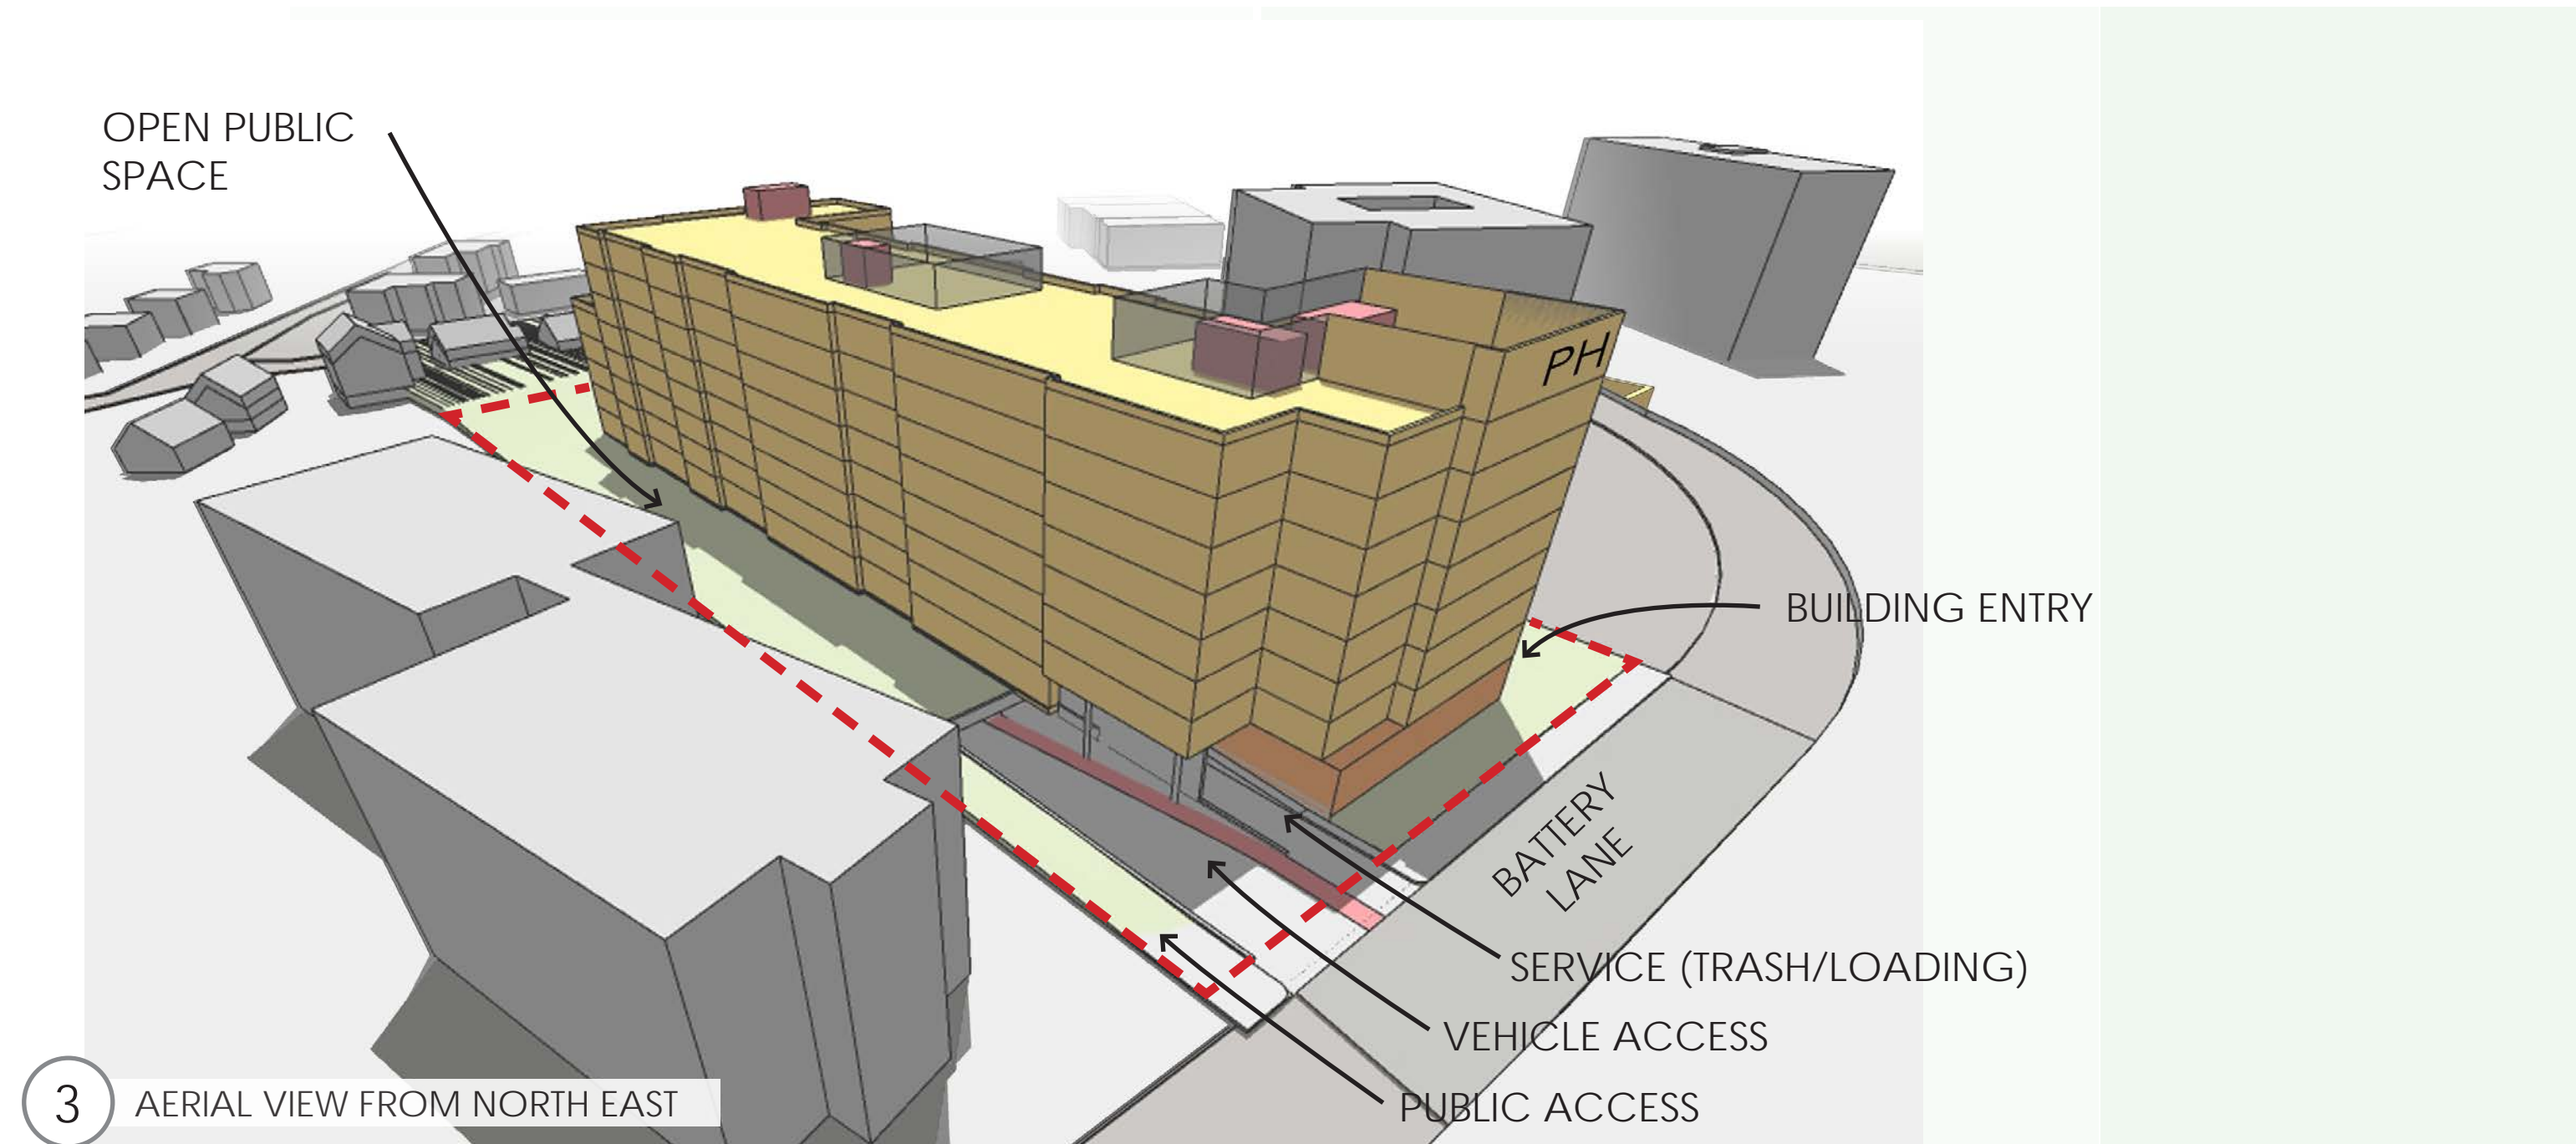 OPEN PUBLIC
SPACE
PH
BUILDING ENTRY
BATTERY
LANE
SERVICE (TRASH/LOADING)
VEHICLE ACCESS
PUBLIC ACCESS
3 AERIAL VIEW FROM NORTH EAST